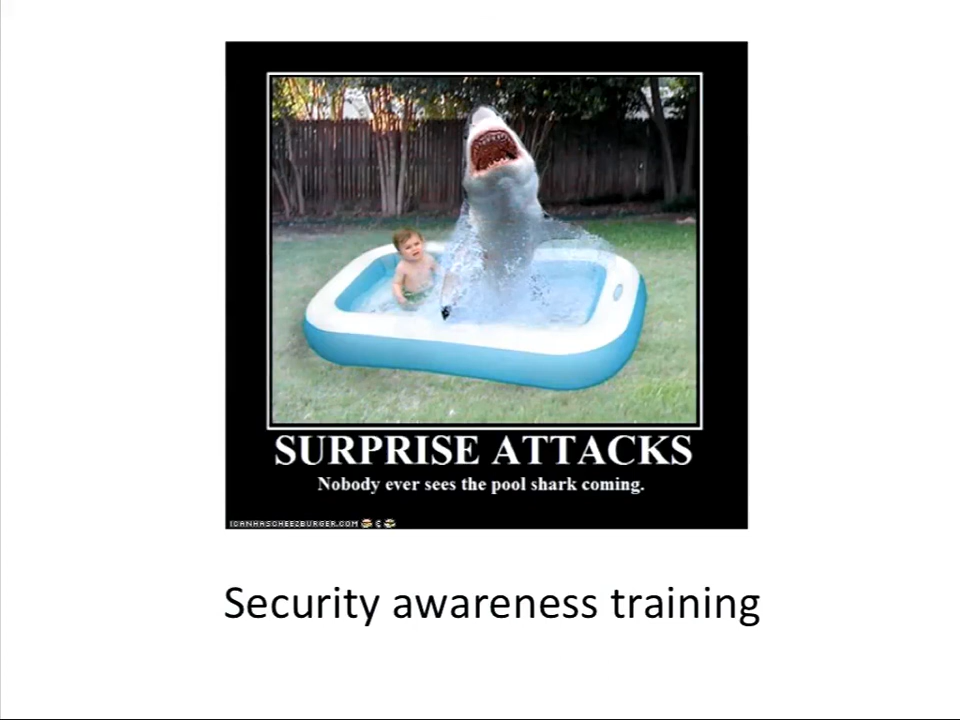 SURPRISE ATTACKS
Nobody ever sees the pool shark coming.
ICANHASCHEEZBURGER.COM
Security awareness training